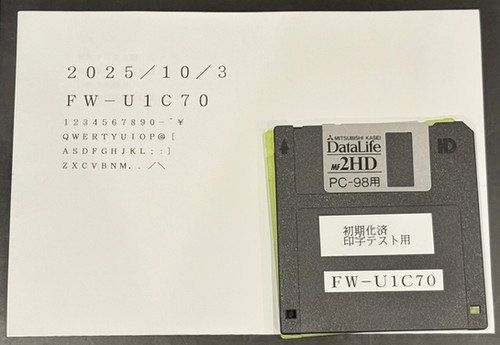 2025/10/3
FW-U1C70
1234567890-^¥
QWERTYUIOP@[
ASDFGHJKL;:]
ZXCVBNM,./\
MITSUBISHI KASEI
DataLife
MF2HD
PC-98用
HD
初期化済
印字テスト用
FW-U1C70